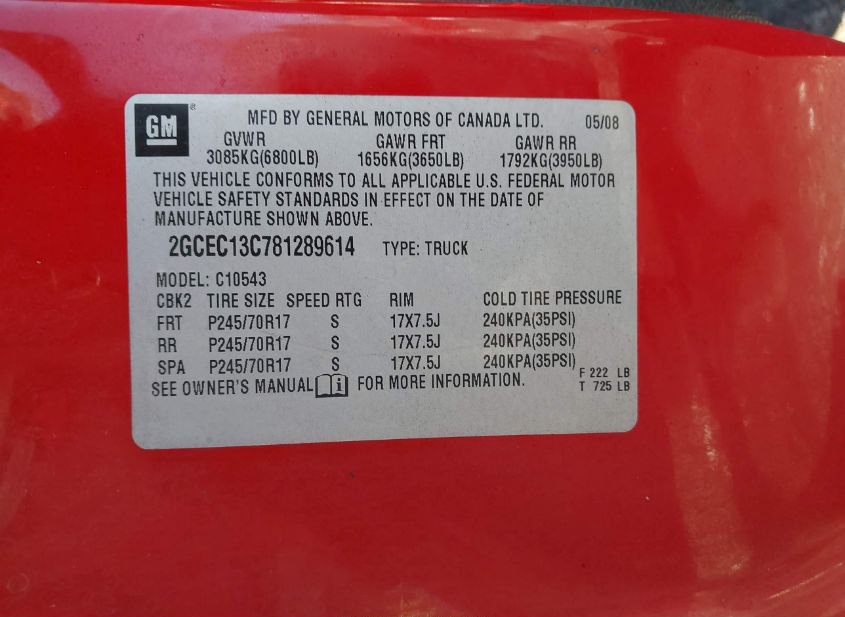 GM ®
MFD BY GENERAL MOTORS OF CANADA LTD. 05/08
GVWR GAWR FRT GAWR RR
3085KG(6800LB) 1656KG(3650LB) 1792KG(3950LB)
THIS VEHICLE CONFORMS TO ALL APPLICABLE U.S. FEDERAL MOTOR
VEHICLE SAFETY STANDARDS IN EFFECT ON THE DATE OF
MANUFACTURE SHOWN ABOVE.
2GCEC13C781289614 TYPE: TRUCK
MODEL: C10543
CBK2 TIRE SIZE SPEED RTG RIM COLD TIRE PRESSURE
FRT P245/70R17 S 17X7.5J 240KPA(35PSI)
RR P245/70R17 S 17X7.5J 240KPA(35PSI)
SPA P245/70R17 S 17X7.5J 240KPA(35PSI)
SEE OWNER'S MANUAL i FOR MORE INFORMATION.
F 222 LB
T 725 LB